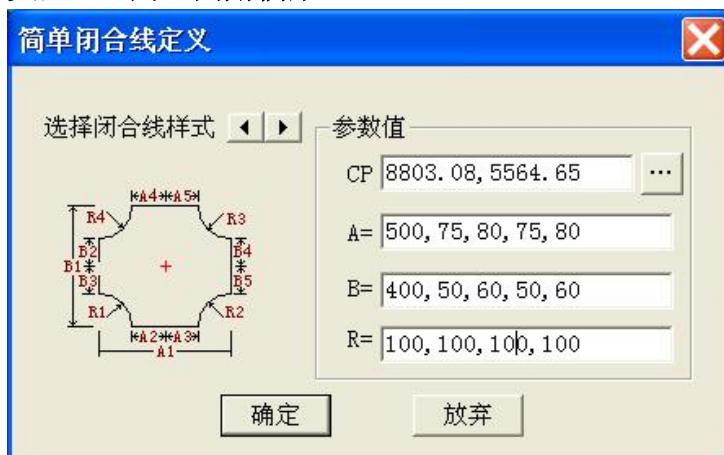 简单闭合线定义
选择闭合线样式
参数值
CP 8803.08,5564.65 ...
A= 500,75,80,75,80
B= 400,50,60,50,60
R= 100,100,100,100
A4 A5
R4 R3
B2 B4
B1
B3 B5
R1 R2
A2 A3
A1
确定 放弃